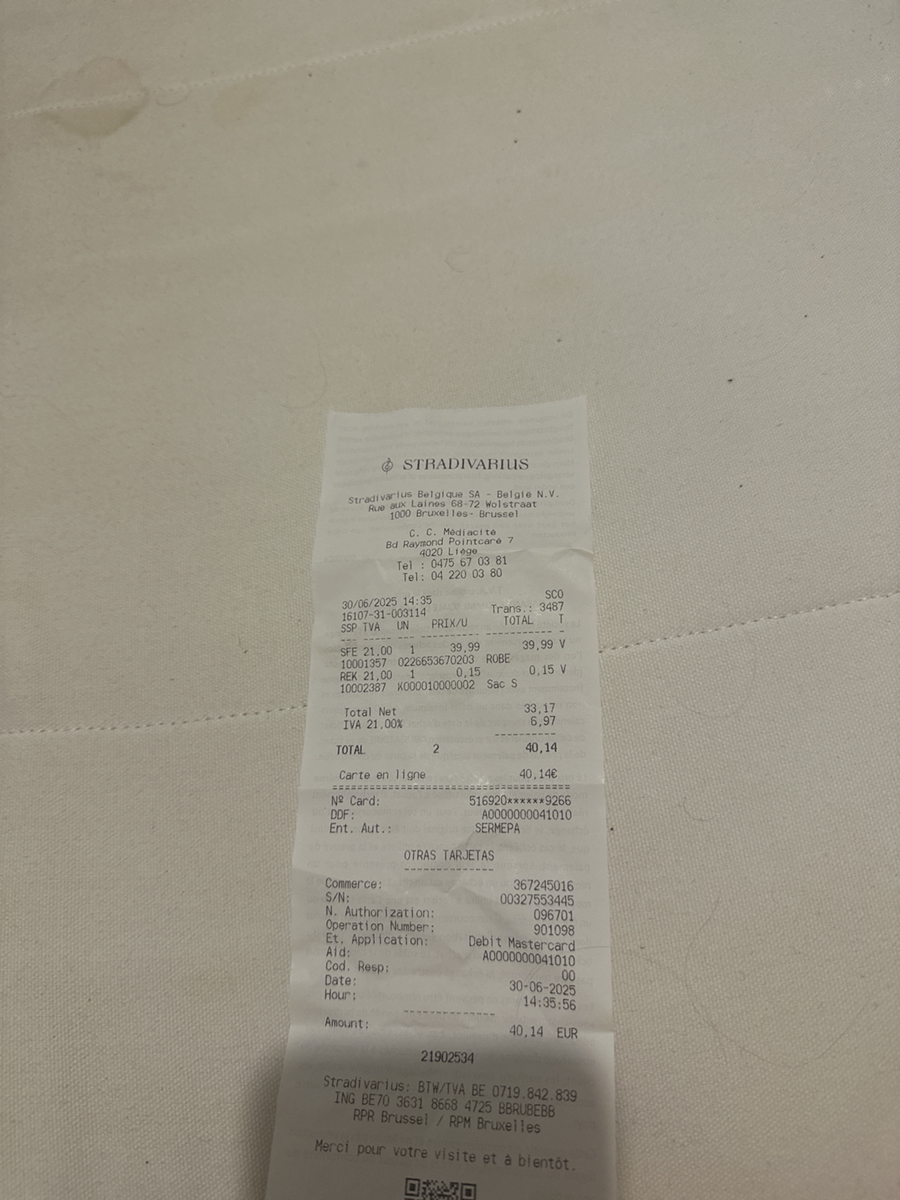 STRADIVARIUS
Stradivarius Belgique SA - Belgie N.V.
Rue aux Laines 68-72 Wolstraat
1000 Bruxelles- Brussel
C. C. Médiacité
Bd Raymond Pointcaré 7
4020 Liège
Tel : 0475 67 03 81
Tel: 04 220 03 80
30/06/2025 14:35 SCO
16107-31-003114 Trans.: 3487
SSP TVA UN PRIX/U TOTAL T
SFE 21,00 1 39,99 39,99 V
10001357 0226653670203 ROBE
REK 21,00 1 0,15 0,15 V
10002387 K000010000002 Sac S
Total Net 33,17
IVA 21.00% 6,97
TOTAL 2 40,14
Carte en ligne 40,14€
Nº Card: 516920******9266
DDF: A0000000041010
Ent. Aut.: SERMEPA
OTRAS TARJETAS
Commerce: 367245016
S/N: 00327553445
N. Authorization: 096701
Operation Number: 901098
Et. Application: Debit Mastercard
Aid: A0000000041010
Cod. Resp: 00
Date: 30-06-2025
Hour: 14:35:56
Amount: 40,14 EUR
21902534
Stradivarius: BTW/TVA BE 0719.842.839
ING BE70 3631 8668 4725 BBRUBEBB
RPR Brussel / RPM Bruxelles
Merci pour votre visite et à bientôt.